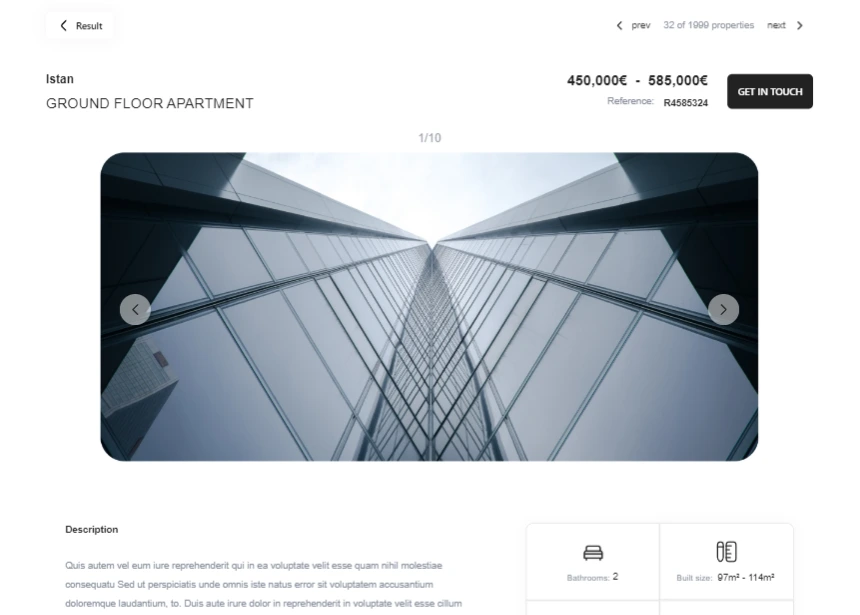 Result
prev 32 of 1999 properties next
Istan
GROUND FLOOR APARTMENT
450,000€ - 585,000€
Reference: R4585324
GET IN TOUCH
1/10
Description
Quis autem vel eum iure reprehenderit qui in ea voluptate velit esse quam nihil molestiae
consequatu Sed ut perspiciatis unde omnis iste natus error sit voluptatem accusantium
doloremque laudantium, to. Duis aute irure dolor in reprehenderit in voluptate velit esse cillum
Bathrooms: 2
Built size: 97m² - 114m²